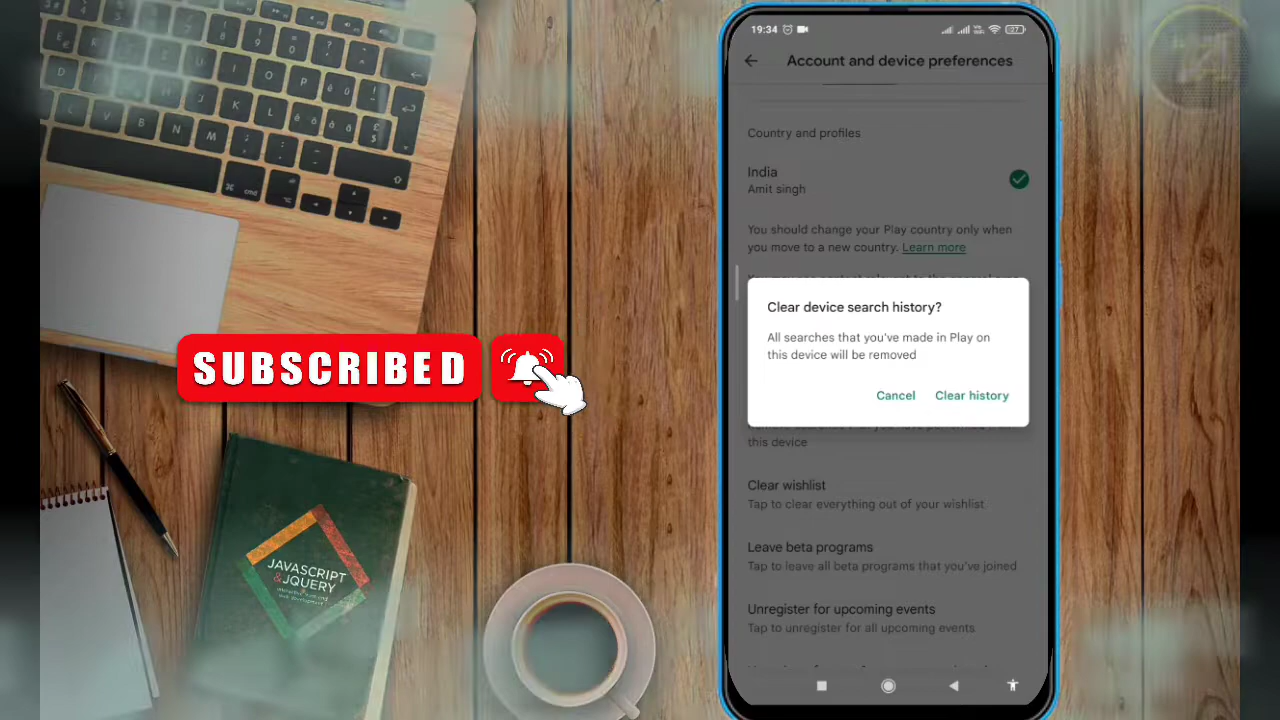 19:34
37
Account and device preferences
Country and profiles
India
Amit singh
You should change your Play country only when
you move to a new country. Learn more
Clear device search history?
All searches that you've made in Play on
this device will be removed
Cancel
Clear history
this device
Clear wishlist
Tap to clear everything out of your wishlist
Leave beta programs
Tap to leave all beta programs that you've joined
Unregister for upcoming events
Tap to unregister for all upcoming events
SUBSCRIBED
JAVASCRIPT
& JQUERY